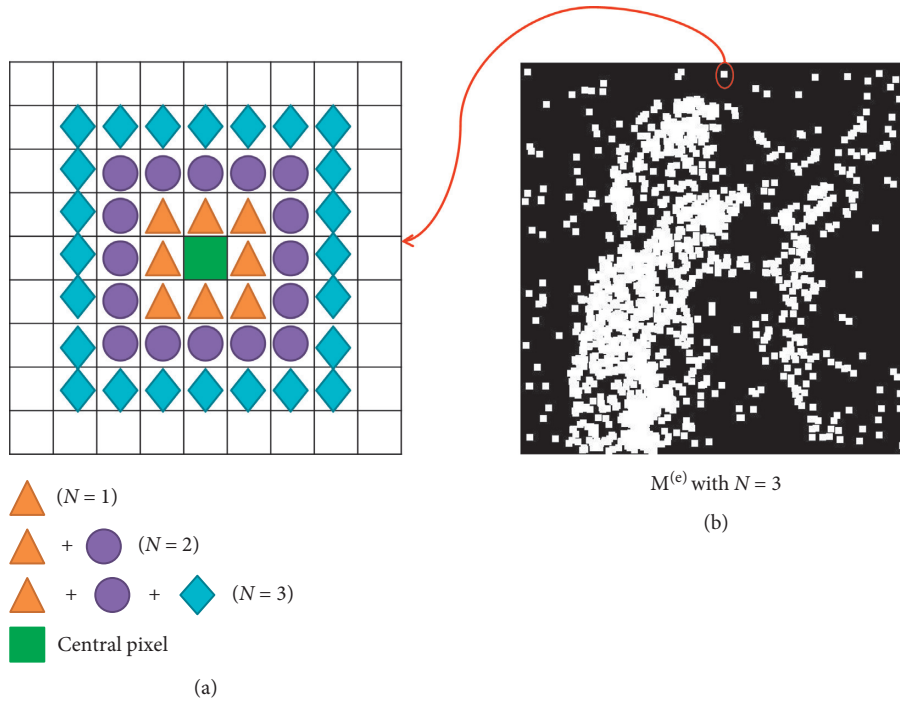 (N = 1)
+ (N = 2)
+ + (N = 3)
Central pixel
(a)
M(e) with N = 3
(b)